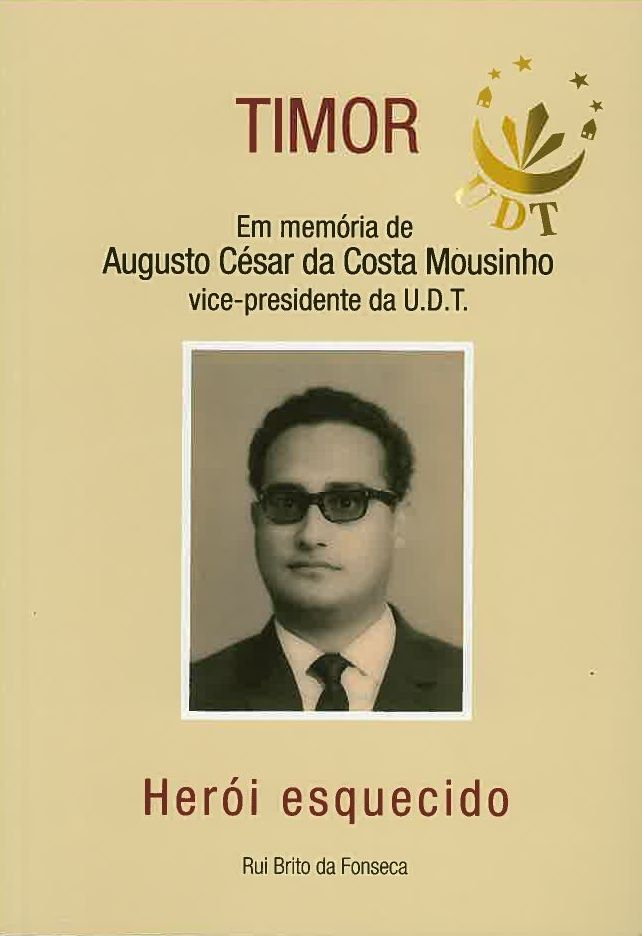 TIMOR
UDT
Em memória de
Augusto César da Costa Mousinho
vice-presidente da U.D.T.
Herói esquecido
Rui Brito da Fonseca